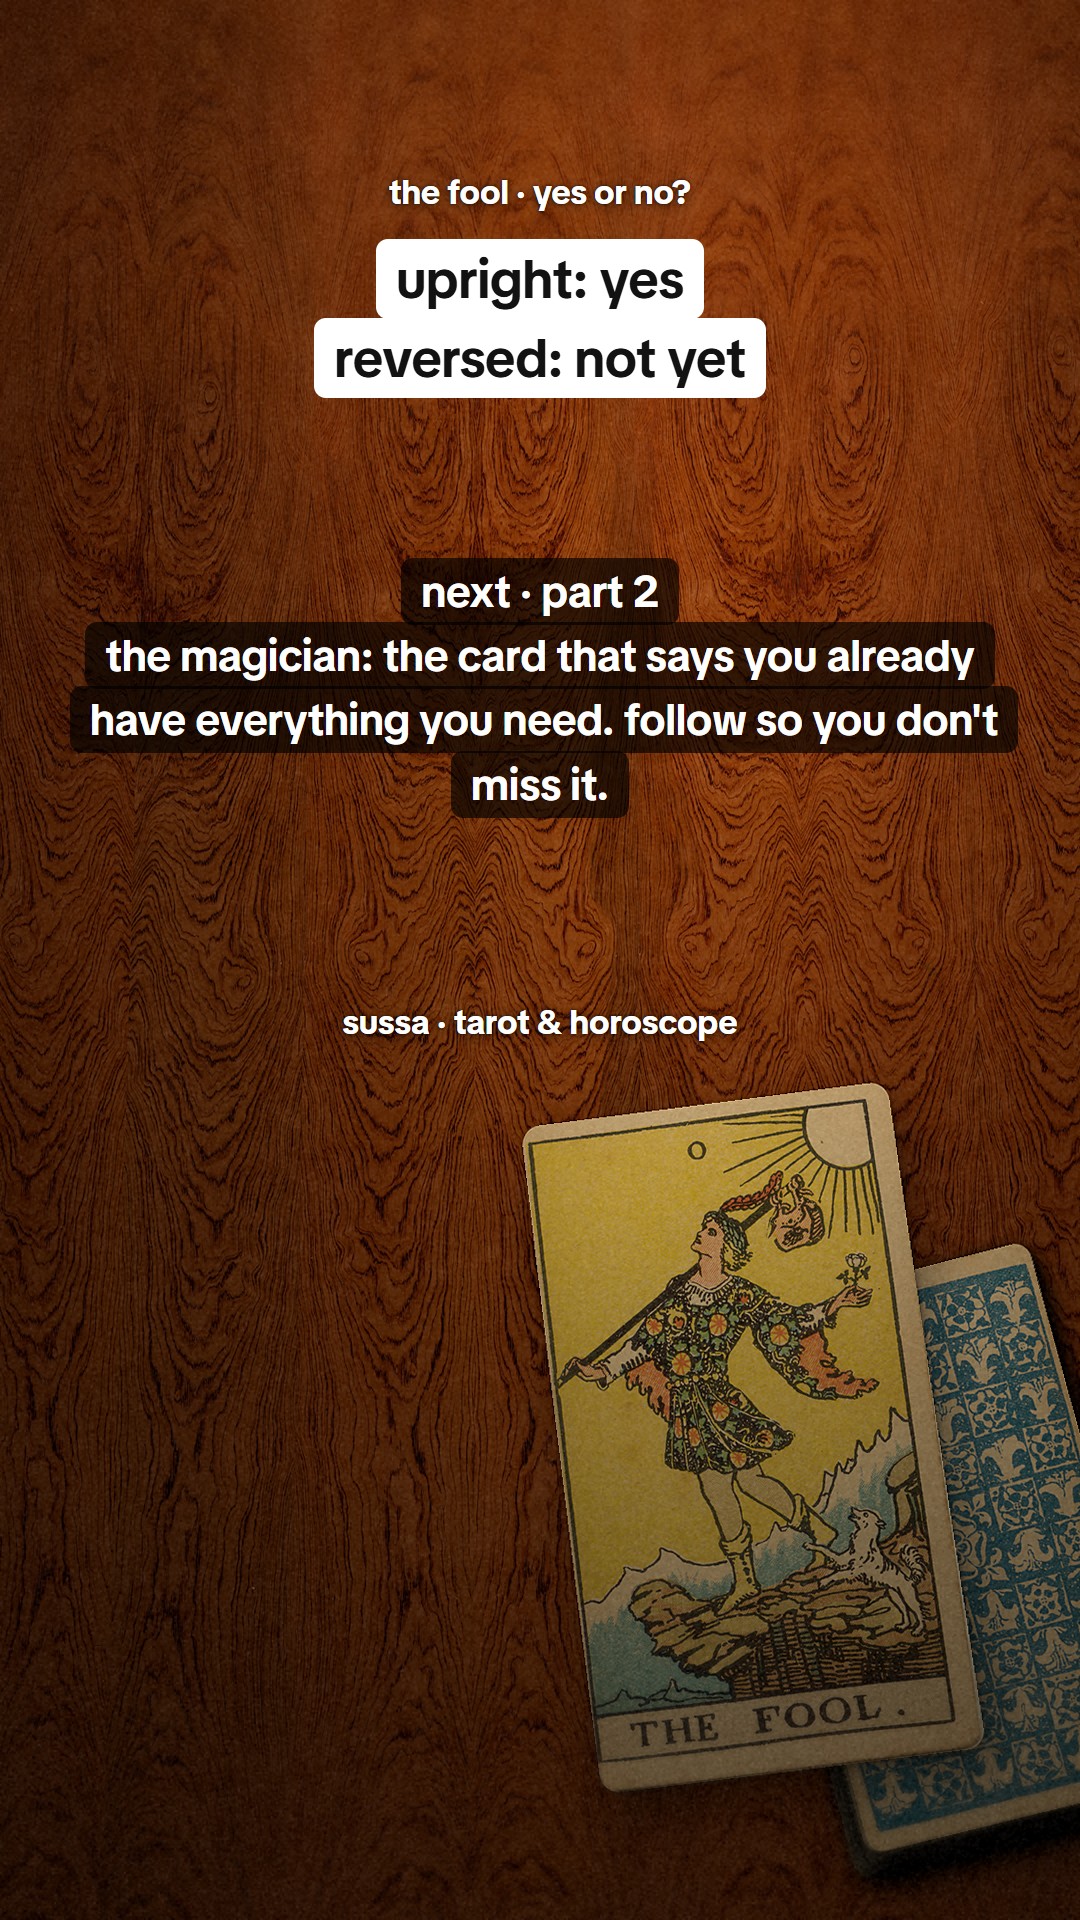 the fool · yes or no?
upright: yes
reversed: not yet
next · part 2
the magician: the card that says you already
have everything you need. follow so you don't
miss it.
sussa · tarot & horoscope
0
THE FOOL.